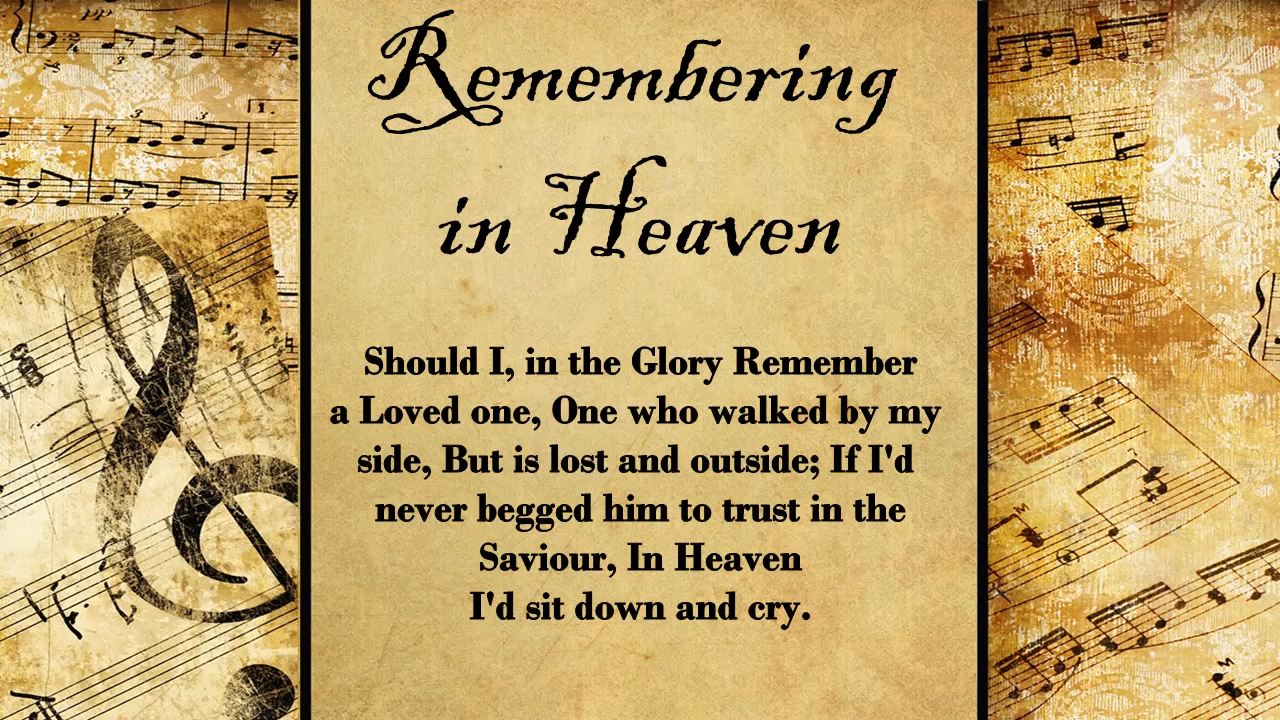 Remembering
in Heaven
Should I, in the Glory Remember
a Loved one, One who walked by my
side, But is lost and outside; If I'd
never begged him to trust in the
Saviour, In Heaven
I'd sit down and cry.